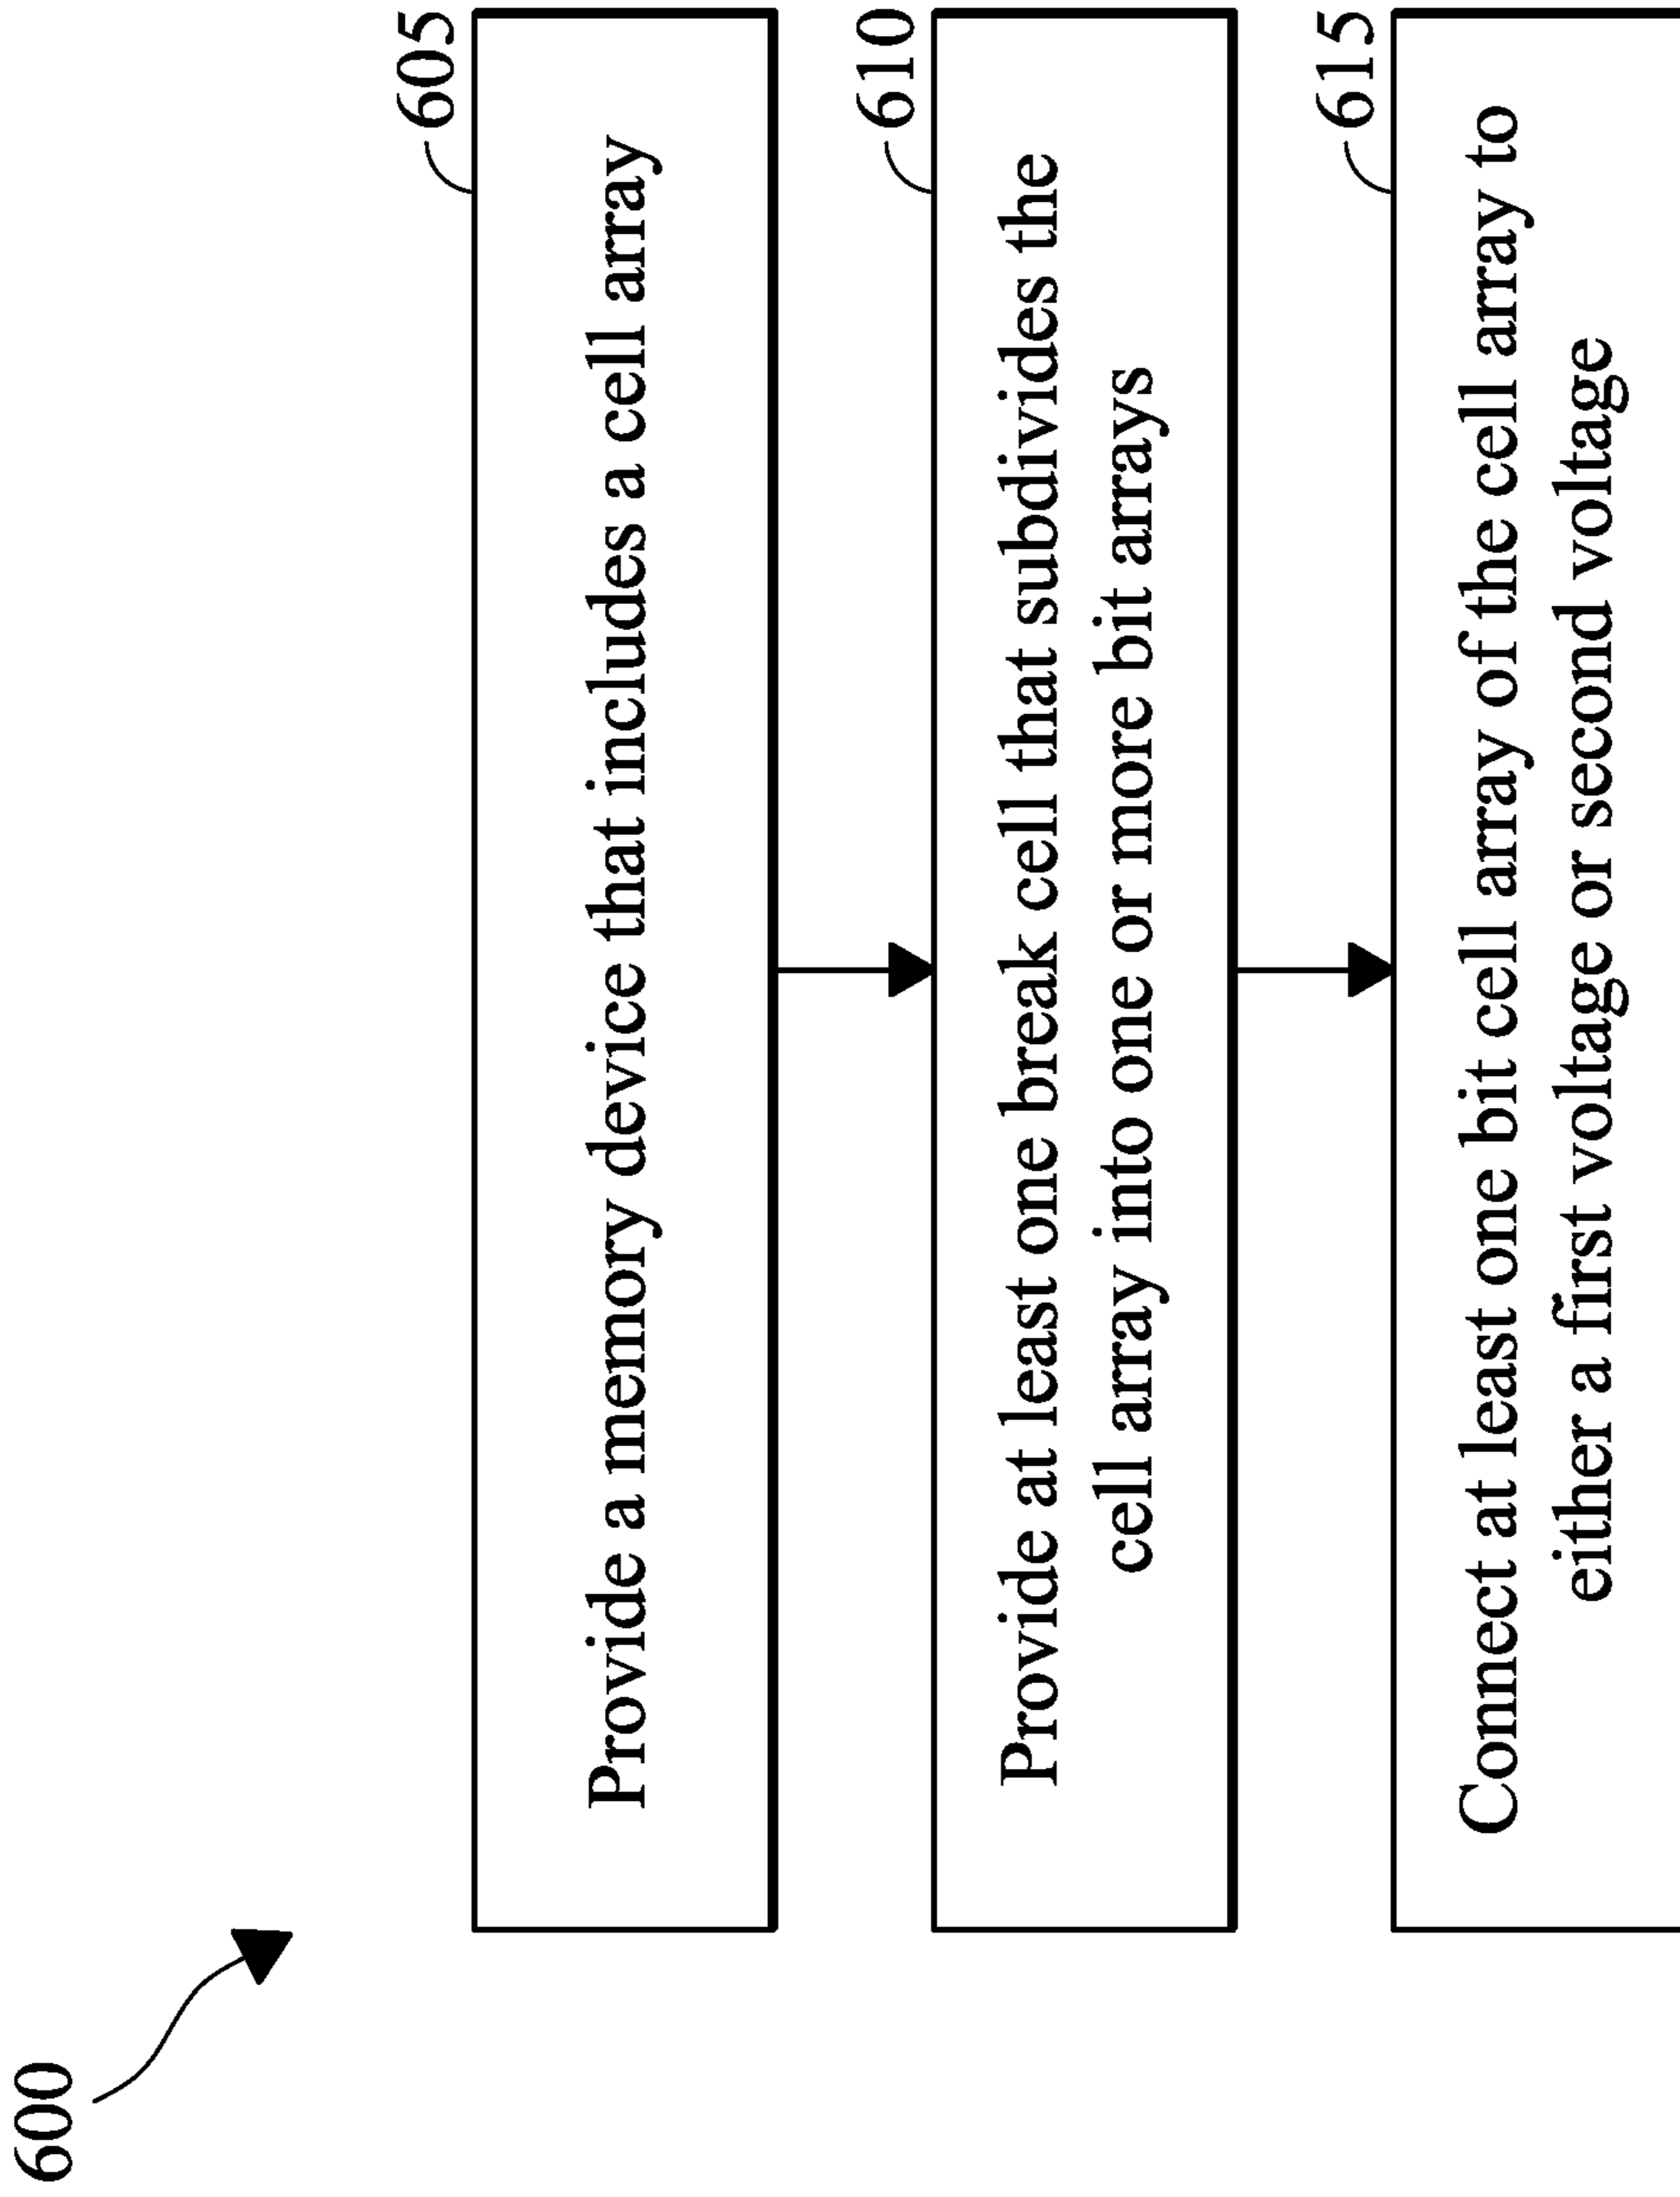 600
605
Provide a memory device that includes a cell array
610
Provide at least one break cell that subdivides the
cell array into one or more bit arrays
615
Connect at least one bit cell array of the cell array to
either a first voltage or second voltage